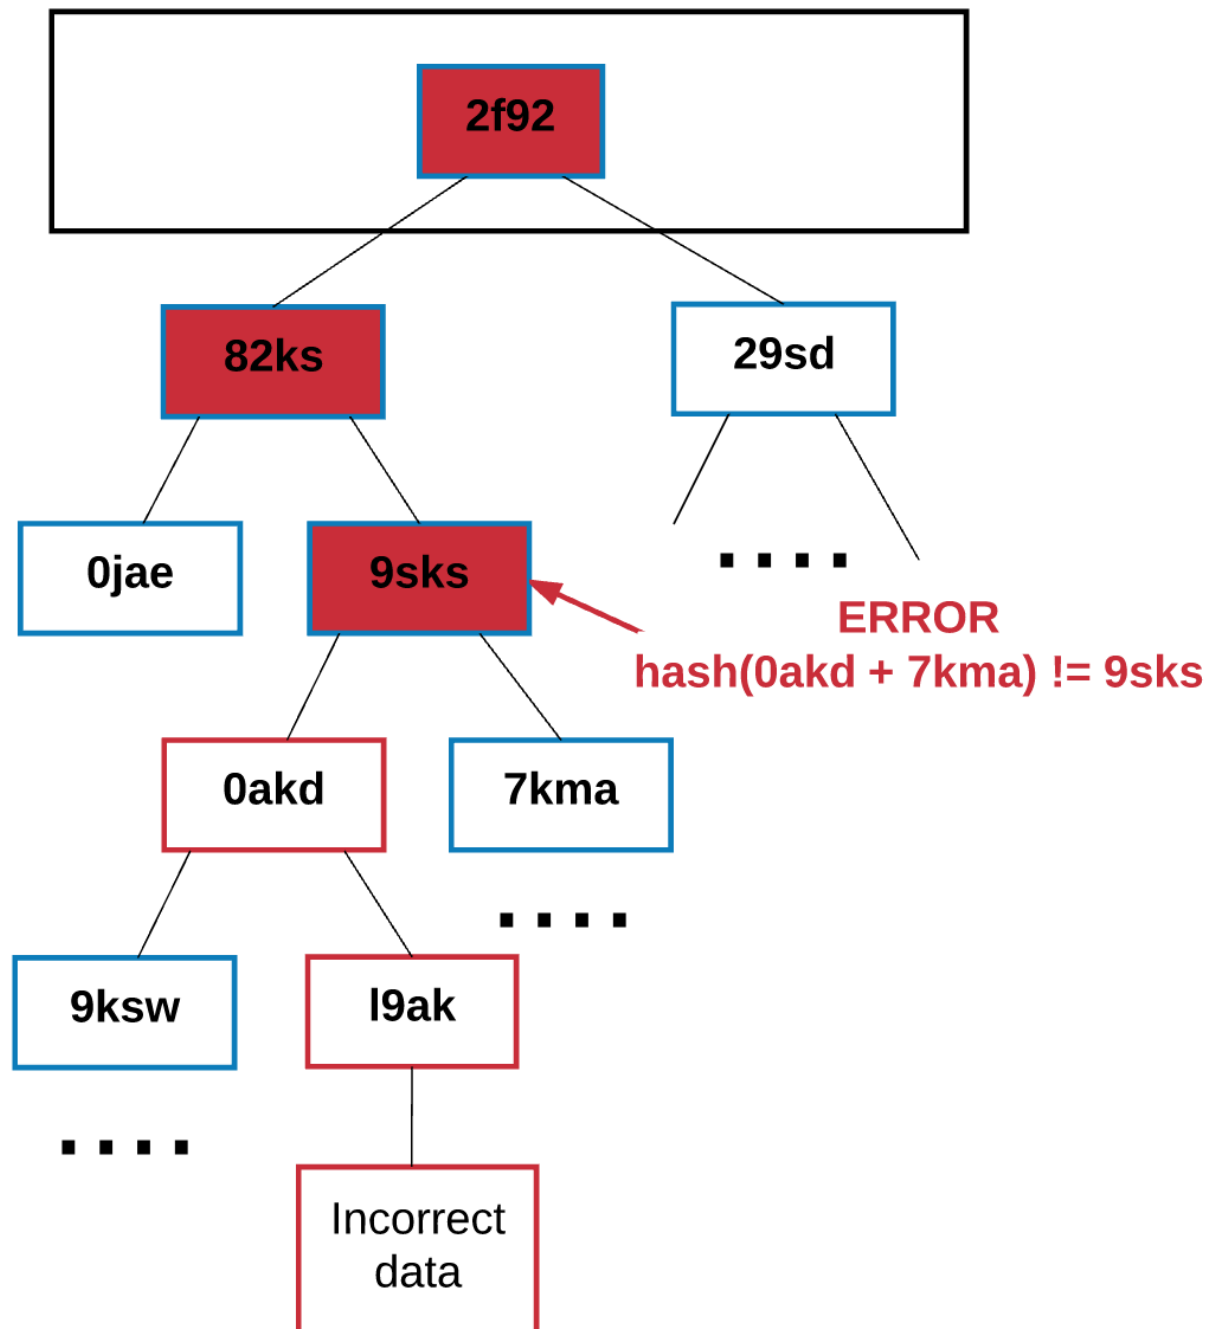 2f92
82ks
29sd
0jae
9sks
ERROR
hash(0akd + 7kma) != 9sks
0akd
7kma
9ksw
l9ak
Incorrect
data